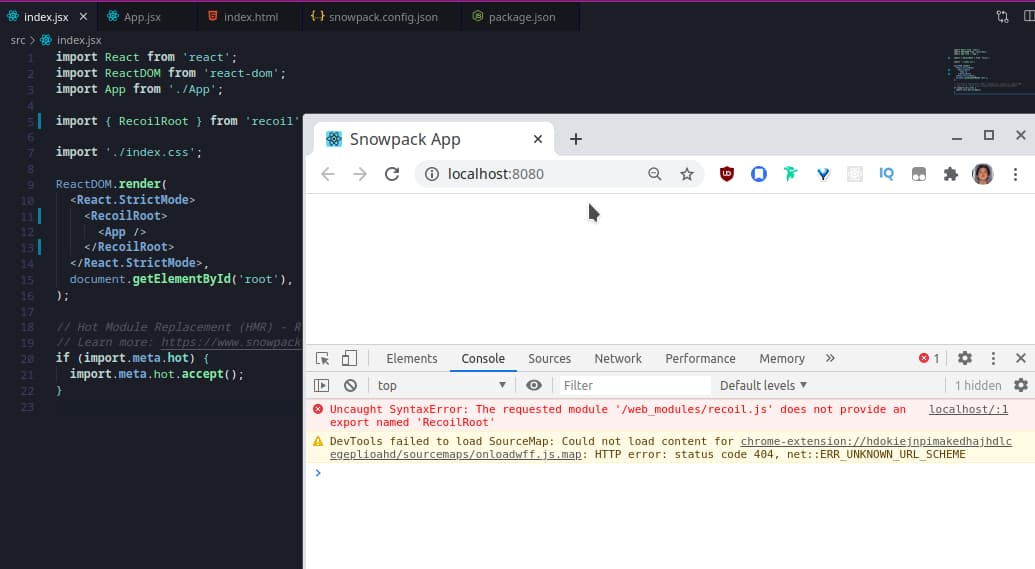 index.jsx
App.jsx
index.html
snowpack.config.json
package.json
src > index.jsx
1 import React from 'react';
2 import ReactDOM from 'react-dom';
3 import App from './App';
4
5 import { RecoilRoot } from 'recoil'
6
7 import './index.css';
8
9 ReactDOM.render(
10 <React.StrictMode>
11 <RecoilRoot>
12 <App />
13 </RecoilRoot>
14 </React.StrictMode>,
15 document.getElementById('root'),
16 );
17
18 // Hot Module Replacement (HMR) - R
19 // Learn more: https://www.snowpack
20 if (import.meta.hot) {
21 import.meta.hot.accept();
22 }
23
Snowpack App
localhost:8080
IQ
Elements Console Sources Network Performance Memory » 1
top Filter Default levels 1 hidden
Uncaught SyntaxError: The requested module '/web_modules/recoil.js' does not provide an localhost/:1
export named 'RecoilRoot'
DevTools failed to load SourceMap: Could not load content for chrome-extension://hdokiejnpimakedhajhdlc
egeplioahd/sourcemaps/onloadwff.js.map: HTTP error: status code 404, net::ERR_UNKNOWN_URL_SCHEME